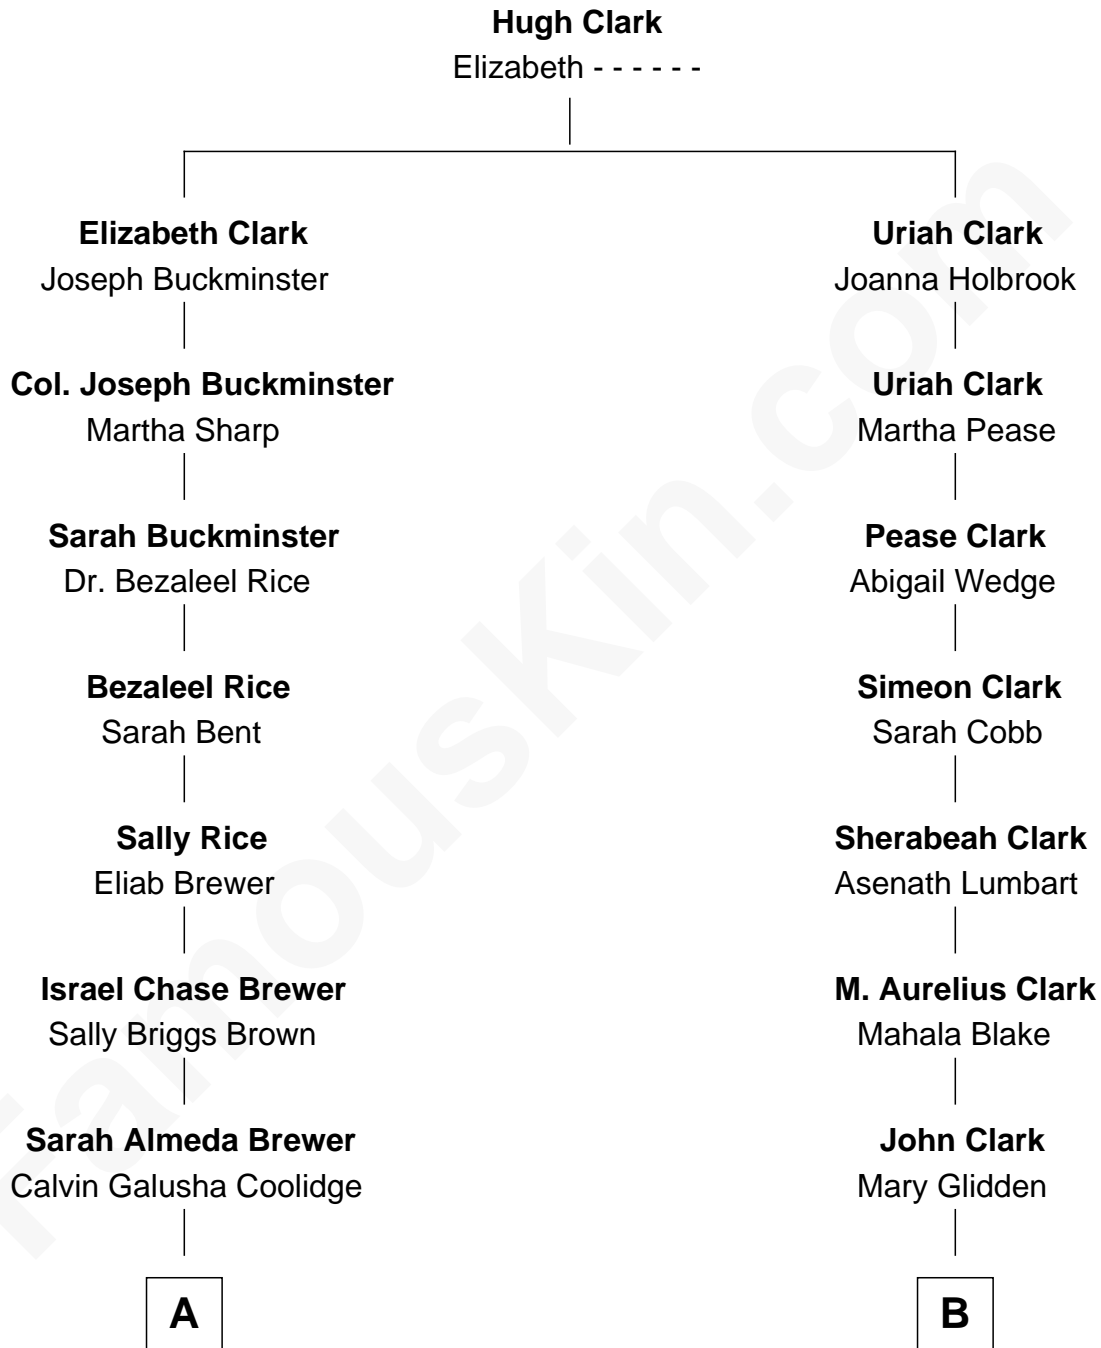 Hugh Clark
Elizabeth - - - - - -
Elizabeth Clark
Joseph Buckminster
Uriah Clark
Joanna Holbrook
Col. Joseph Buckminster
Martha Sharp
Uriah Clark
Martha Pease
Sarah Buckminster
Dr. Bezaleel Rice
Pease Clark
Abigail Wedge
Bezaleel Rice
Sarah Bent
Simeon Clark
Sarah Cobb
Sally Rice
Eliab Brewer
Sherabeah Clark
Asenath Lumbart
Israel Chase Brewer
Sally Briggs Brown
M. Aurelius Clark
Mahala Blake
Sarah Almeda Brewer
Calvin Galusha Coolidge
John Clark
Mary Glidden
A
B
FamousKin.com